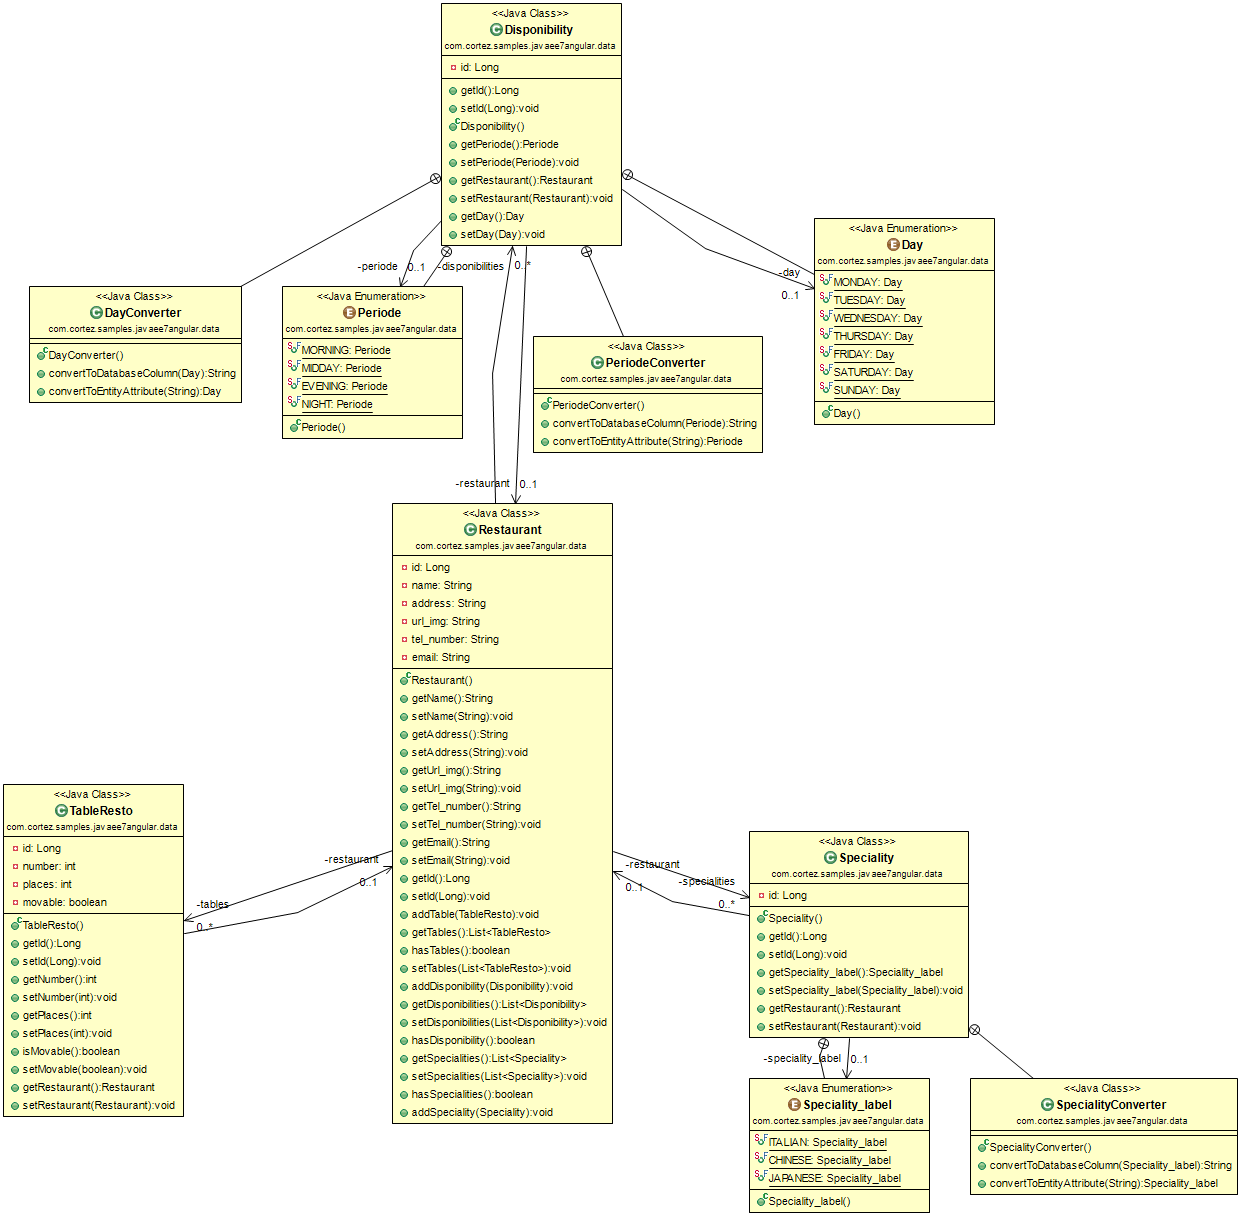 <<Java Class>>
Disponibility
com.cortez.samples.javaee7angular.data
id: Long
getId():Long
setId(Long):void
Disponibility()
getPeriode():Periode
setPeriode(Periode):void
getRestaurant():Restaurant
setRestaurant(Restaurant):void
getDay():Day
setDay(Day):void
-periode 0..1
-disponibilities 0..*
-day
0..1
<<Java Enumeration>>
Day
com.cortez.samples.javaee7angular.data
MONDAY: Day
TUESDAY: Day
WEDNESDAY: Day
THURSDAY: Day
FRIDAY: Day
SATURDAY: Day
SUNDAY: Day
Day()
<<Java Class>>
DayConverter
com.cortez.samples.javaee7angular.data
DayConverter()
convertToDatabaseColumn(Day):String
convertToEntityAttribute(String):Day
<<Java Enumeration>>
Periode
com.cortez.samples.javaee7angular.data
MORNING: Periode
MIDDAY: Periode
EVENING: Periode
NIGHT: Periode
Periode()
<<Java Class>>
PeriodeConverter
com.cortez.samples.javaee7angular.data
PeriodeConverter()
convertToDatabaseColumn(Periode):String
convertToEntityAttribute(String):Periode
-restaurant 0..1
<<Java Class>>
Restaurant
com.cortez.samples.javaee7angular.data
id: Long
name: String
address: String
url_img: String
tel_number: String
email: String
Restaurant()
getName():String
setName(String):void
getAddress():String
setAddress(String):void
getUrl_img():String
setUrl_img(String):void
getTel_number():String
setTel_number(String):void
getEmail():String
setEmail(String):void
getId():Long
setId(Long):void
addTable(TableResto):void
getTables():List<TableResto>
hasTables():boolean
setTables(List<TableResto>):void
addDisponibility(Disponibility):void
getDisponibilities():List<Disponibility>
setDisponibilities(List<Disponibility>):void
hasDisponibility():boolean
getSpecialities():List<Speciality>
setSpecialities(List<Speciality>):void
hasSpecialities():boolean
addSpeciality(Speciality):void
<<Java Class>>
TableResto
com.cortez.samples.javaee7angular.data
id: Long
number: int
places: int
movable: boolean
TableResto()
getId():Long
setId(Long):void
getNumber():int
setNumber(int):void
getPlaces():int
setPlaces(int):void
isMovable():boolean
setMovable(boolean):void
getRestaurant():Restaurant
setRestaurant(Restaurant):void
-restaurant
0..1
-tables
0..*
-restaurant
0..1
-specialities
0..*
<<Java Class>>
Speciality
com.cortez.samples.javaee7angular.data
id: Long
Speciality()
getId():Long
setId(Long):void
getSpeciality_label():Speciality_label
setSpeciality_label(Speciality_label):void
getRestaurant():Restaurant
setRestaurant(Restaurant):void
-speciality_label 0..1
<<Java Enumeration>>
Speciality_label
com.cortez.samples.javaee7angular.data
ITALIAN: Speciality_label
CHINESE: Speciality_label
JAPANESE: Speciality_label
Speciality_label()
<<Java Class>>
SpecialityConverter
com.cortez.samples.javaee7angular.data
SpecialityConverter()
convertToDatabaseColumn(Speciality_label):String
convertToEntityAttribute(String):Speciality_label